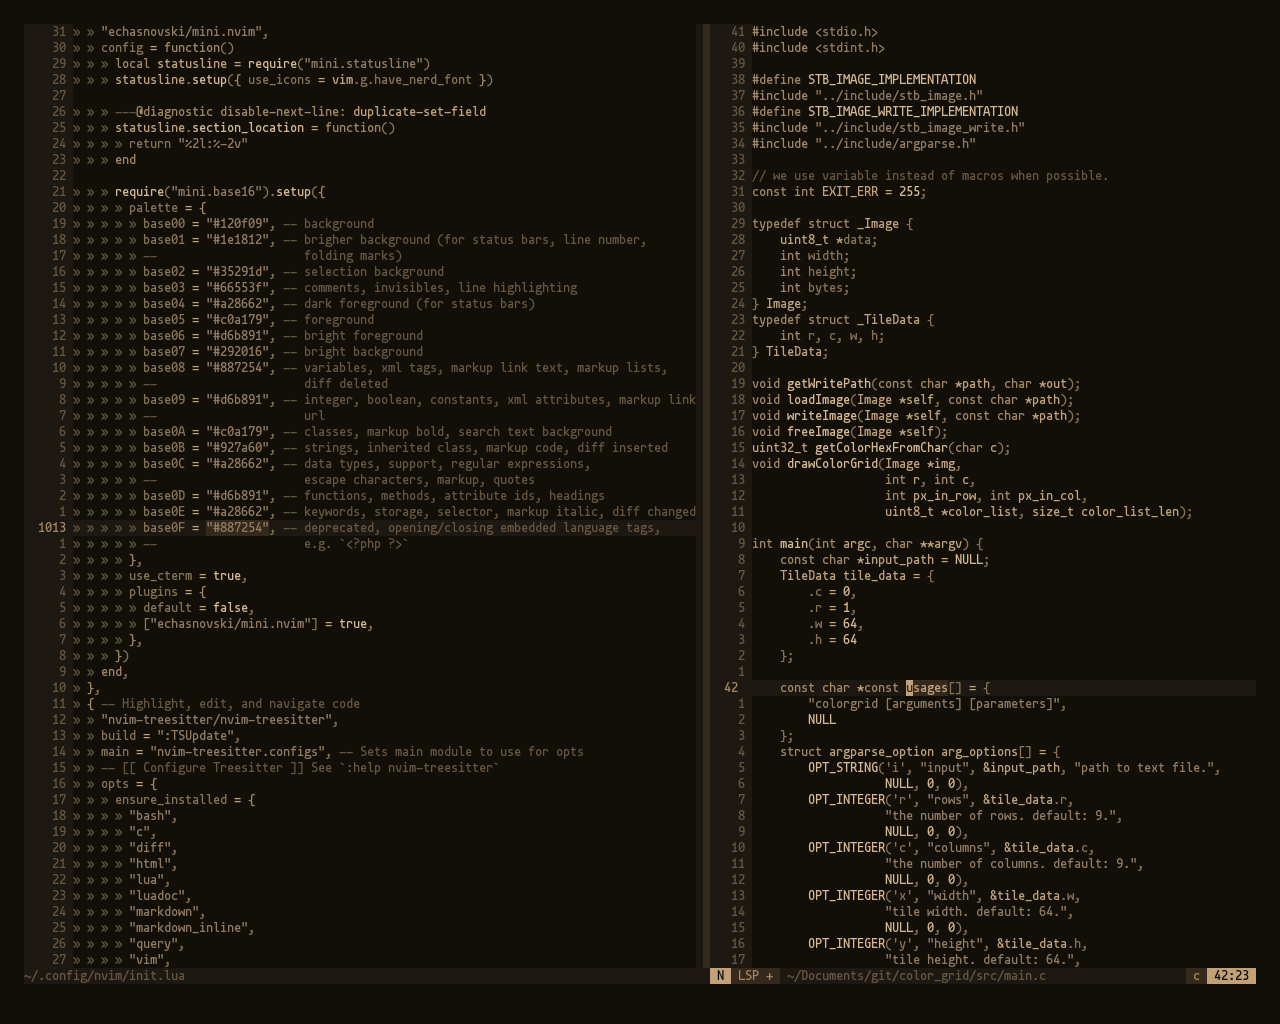 31 » » "echasnovski/mini.nvim",
30 » » config = function()
29 » » » local statusline = require("mini.statusline")
28 » » » statusline.setup({ use_icons = vim.g.have_nerd_font })
27
26 » » » ---@diagnostic disable-next-line: duplicate-set-field
25 » » » statusline.section_location = function()
24 » » » » return "%2l:%-2v"
23 » » » end
22
21 » » » require("mini.base16").setup({
20 » » » » palette = {
19 » » » » » base00 = "#120f09", -- background
18 » » » » » base01 = "#1e1812", -- brigher background (for status bars, line number,
17 » » » » » -- folding marks)
16 » » » » » base02 = "#35291d", -- selection background
15 » » » » » base03 = "#66553f", -- comments, invisibles, line highlighting
14 » » » » » base04 = "#a28662", -- dark foreground (for status bars)
13 » » » » » base05 = "#c0a179", -- foreground
12 » » » » » base06 = "#d6b891", -- bright foreground
11 » » » » » base07 = "#292016", -- bright background
10 » » » » » base08 = "#887254", -- variables, xml tags, markup link text, markup lists,
9 » » » » » -- diff deleted
8 » » » » » base09 = "#d6b891", -- integer, boolean, constants, xml attributes, markup link
7 » » » » » -- url
6 » » » » » base0A = "#c0a179", -- classes, markup bold, search text background
5 » » » » » base0B = "#927a60", -- strings, inherited class, markup code, diff inserted
4 » » » » » base0C = "#a28662", -- data types, support, regular expressions,
3 » » » » » -- escape characters, markup, quotes
2 » » » » » base0D = "#d6b891", -- functions, methods, attribute ids, headings
1 » » » » » base0E = "#a28662", -- keywords, storage, selector, markup italic, diff changed
1013 » » » » » base0F = "#887254", -- deprecated, opening/closing embedded language tags,
1 » » » » » -- e.g. `<?php ?>`
2 » » » » },
3 » » » » use_cterm = true,
4 » » » » plugins = {
5 » » » » » default = false,
6 » » » » » ["echasnovski/mini.nvim"] = true,
7 » » » » },
8 » » » })
9 » » end,
10 » },
11 » { -- Highlight, edit, and navigate code
12 » » "nvim-treesitter/nvim-treesitter",
13 » » build = ":TSUpdate",
14 » » main = "nvim-treesitter.configs", -- Sets main module to use for opts
15 » » -- [[ Configure Treesitter ]] See `:help nvim-treesitter`
16 » » opts = {
17 » » » ensure_installed = {
18 » » » » "bash",
19 » » » » "c",
20 » » » » "diff",
21 » » » » "html",
22 » » » » "lua",
23 » » » » "luadoc",
24 » » » » "markdown",
25 » » » » "markdown_inline",
26 » » » » "query",
27 » » » » "vim",
~/.config/nvim/init.lua
41 #include <stdio.h>
40 #include <stdint.h>
39
38 #define STB_IMAGE_IMPLEMENTATION
37 #include "../include/stb_image.h"
36 #define STB_IMAGE_WRITE_IMPLEMENTATION
35 #include "../include/stb_image_write.h"
34 #include "../include/argparse.h"
33
32 // we use variable instead of macros when possible.
31 const int EXIT_ERR = 255;
30
29 typedef struct _Image {
28     uint8_t *data;
27     int width;
26     int height;
25     int bytes;
24 } Image;
23 typedef struct _TileData {
22     int r, c, w, h;
21 } TileData;
20
19 void getWritePath(const char *path, char *out);
18 void loadImage(Image *self, const char *path);
17 void writeImage(Image *self, const char *path);
16 void freeImage(Image *self);
15 uint32_t getColorHexFromChar(char c);
14 void drawColorGrid(Image *img,
13                    int r, int c,
12                    int px_in_row, int px_in_col,
11                    uint8_t *color_list, size_t color_list_len);
10
9 int main(int argc, char **argv) {
8     const char *input_path = NULL;
7     TileData tile_data = {
6         .c = 0,
5         .r = 1,
4         .w = 64,
3         .h = 64
2     };
1
42     const char *const usages[] = {
1         "colorgrid [arguments] [parameters]",
2         NULL
3     };
4     struct argparse_option arg_options[] = {
5         OPT_STRING('i', "input", &input_path, "path to text file.",
6                    NULL, 0, 0),
7         OPT_INTEGER('r', "rows", &tile_data.r,
8                    "the number of rows. default: 9.",
9                    NULL, 0, 0),
10         OPT_INTEGER('c', "columns", &tile_data.c,
11                    "the number of columns. default: 9.",
12                    NULL, 0, 0),
13         OPT_INTEGER('x', "width", &tile_data.w,
14                    "tile width. default: 64.",
15                    NULL, 0, 0),
16         OPT_INTEGER('y', "height", &tile_data.h,
17                    "tile height. default: 64.",
N LSP + ~/Documents/git/color_grid/src/main.c c 42:23